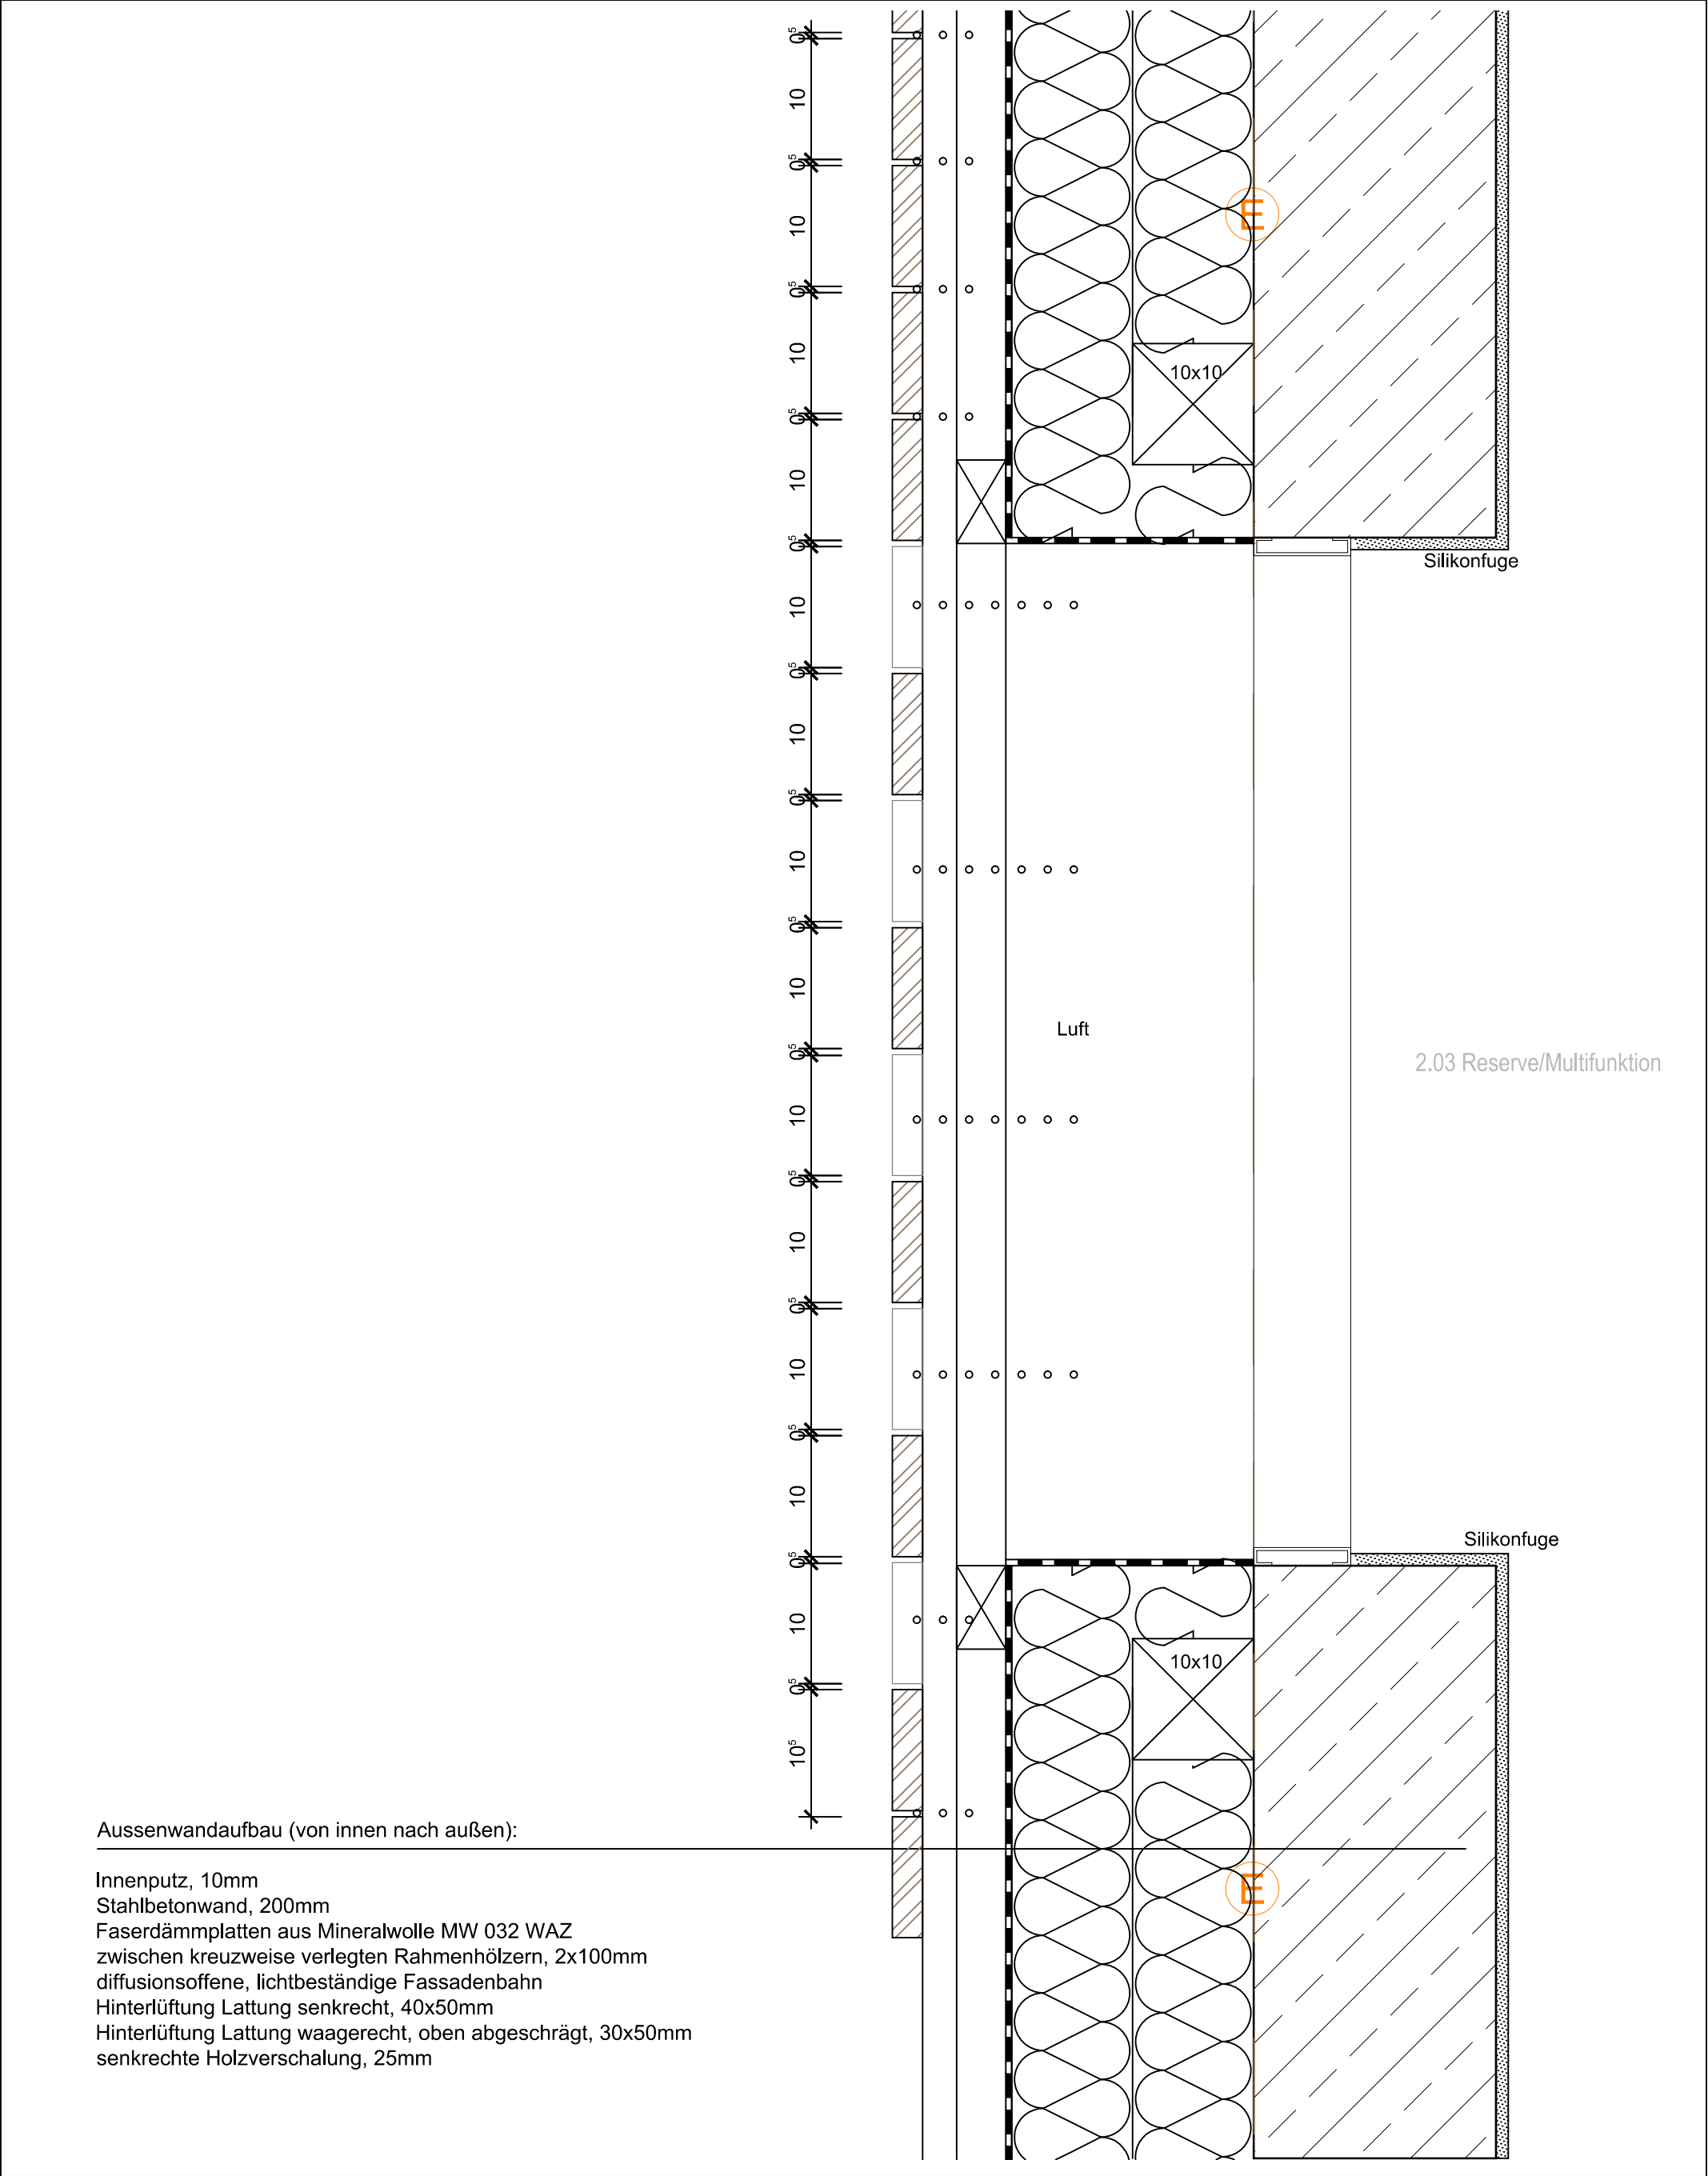 0⁵
10
0⁵
10
0⁵
10
0⁵
10
0⁵
10
0⁵
10
0⁵
10
0⁵
10
0⁵
10
0⁵
10
0⁵
10
0⁵
10
0⁵
10
0⁵
10⁵
E
10x10
Silikonfuge
Luft
2.03 Reserve/Multifunktion
Silikonfuge
10x10
E
Aussenwandaufbau (von innen nach außen):
Innenputz, 10mm
Stahlbetonwand, 200mm
Faserdämmplatten aus Mineralwolle MW 032 WAZ
zwischen kreuzweise verlegten Rahmenhölzern, 2x100mm
diffusionsoffene, lichtbeständige Fassadenbahn
Hinterlüftung Lattung senkrecht, 40x50mm
Hinterlüftung Lattung waagerecht, oben abgeschrägt, 30x50mm
senkrechte Holzverschalung, 25mm